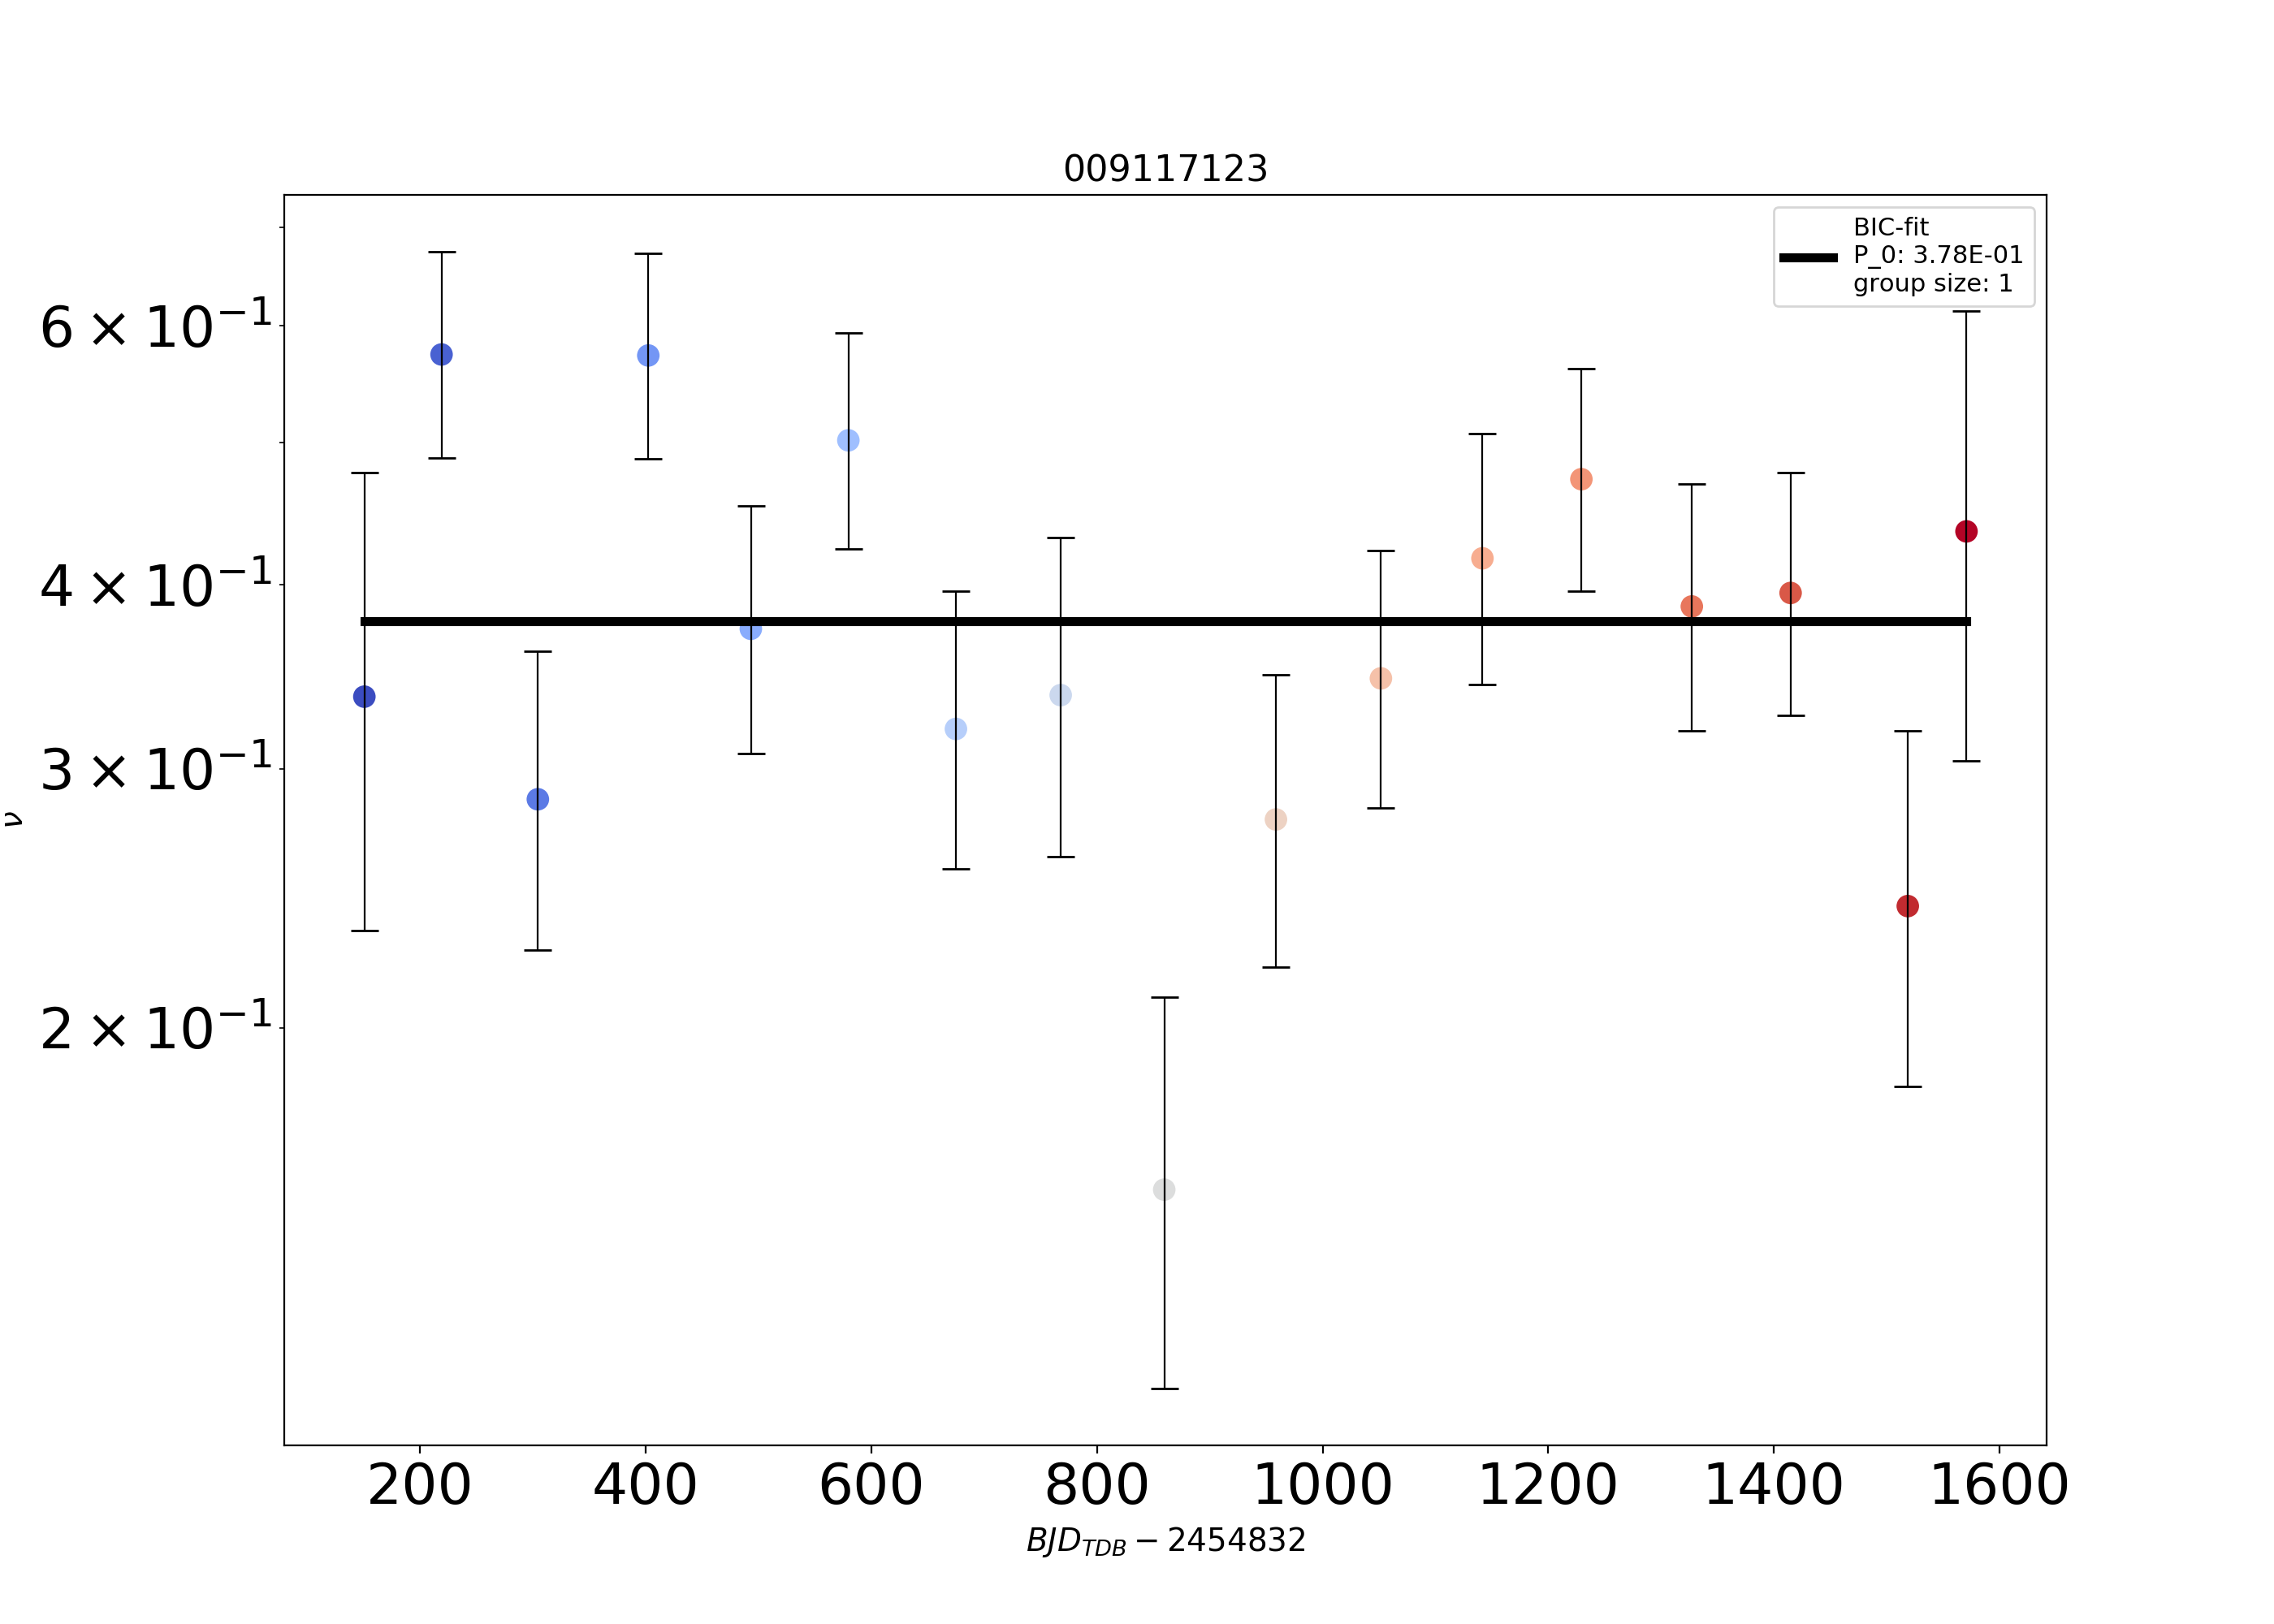 009117123
BIC-fit
P_0: 3.78E-01
group size: 1
6 × 10⁻¹
4 × 10⁻¹
3 × 10⁻¹
2 × 10⁻¹
ν
200 400 600 800 1000 1200 1400 1600
BJD_TDB − 2454832